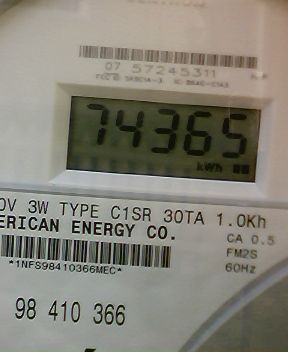 07 57245311
74365
kWh
0V 3W TYPE C1SR 30TA 1.0Kh
ERICAN ENERGY CO.
CA 0.5
FM2S
60Hz
*1NFS98410366MEC*
98 410 366